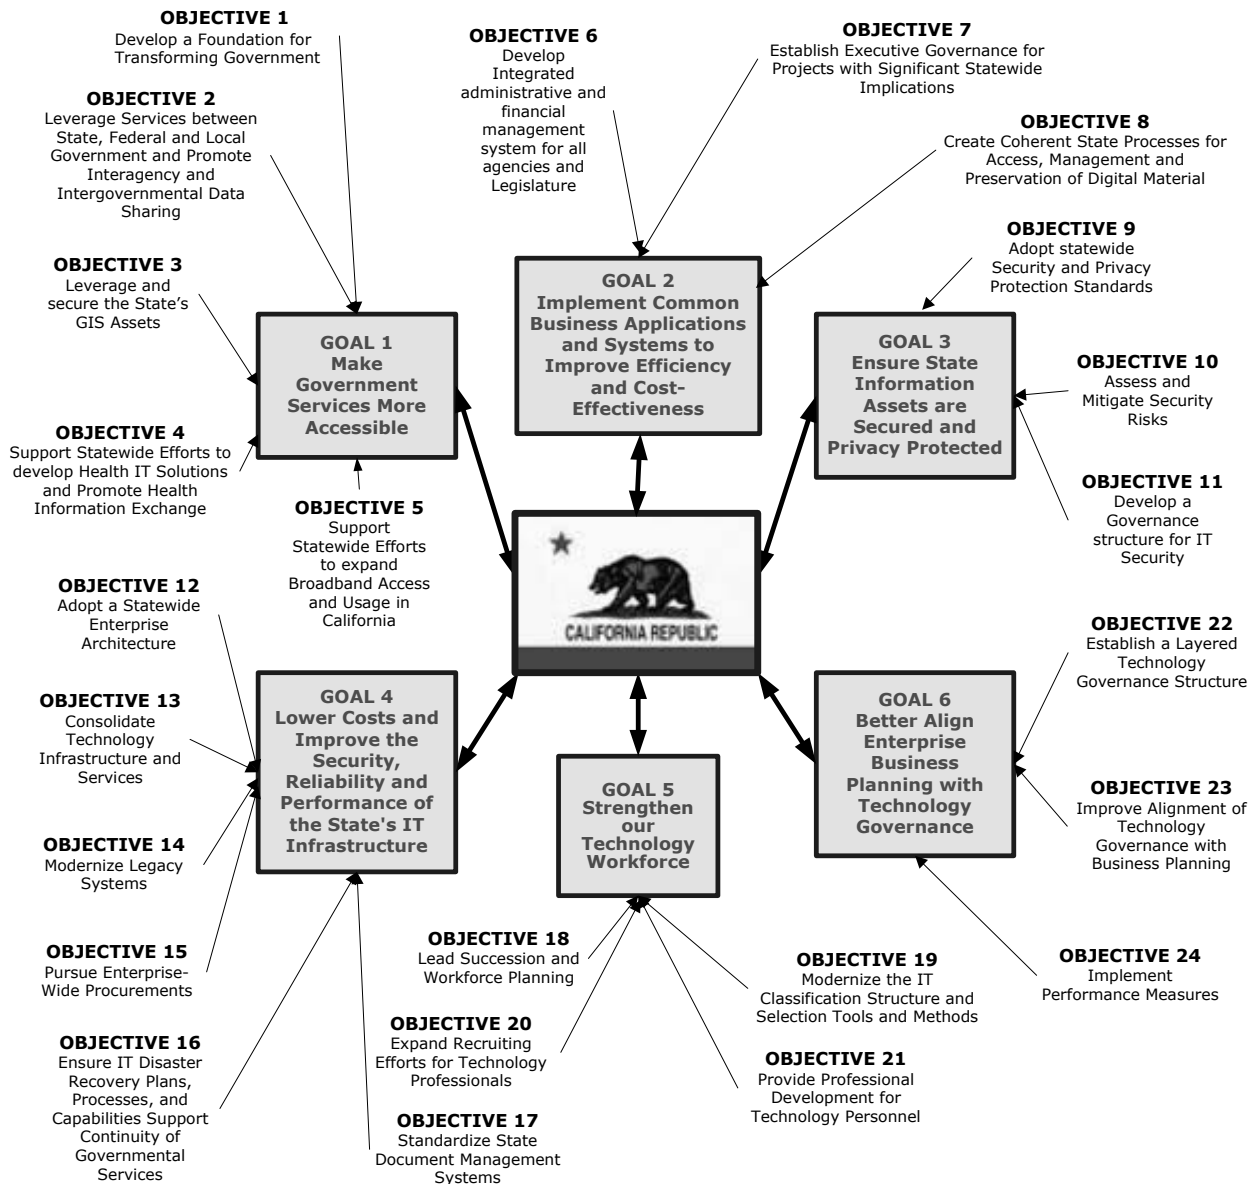 OBJECTIVE 1
Develop a Foundation for
Transforming Government
OBJECTIVE 2
Leverage Services between
State, Federal and Local
Government and Promote
Interagency and
Intergovernmental Data
Sharing
OBJECTIVE 3
Leverage and
secure the State’s
GIS Assets
OBJECTIVE 4
Support Statewide Efforts to
develop Health IT Solutions
and Promote Health
Information Exchange
OBJECTIVE 5
Support
Statewide Efforts
to expand
Broadband Access
and Usage in
California
GOAL 1
Make
Government
Services More
Accessible
OBJECTIVE 6
Develop
Integrated
administrative and
financial
management
system for all
agencies and
Legislature
OBJECTIVE 7
Establish Executive Governance for
Projects with Significant Statewide
Implications
OBJECTIVE 8
Create Coherent State Processes for
Access, Management and
Preservation of Digital Material
GOAL 2
Implement Common
Business Applications
and Systems to
Improve Efficiency
and Cost-
Effectiveness
OBJECTIVE 9
Adopt statewide
Security and Privacy
Protection Standards
GOAL 3
Ensure State
Information
Assets are
Secured and
Privacy Protected
OBJECTIVE 10
Assess and
Mitigate Security
Risks
OBJECTIVE 11
Develop a
Governance
structure for IT
Security
CALIFORNIA REPUBLIC
OBJECTIVE 12
Adopt a Statewide
Enterprise
Architecture
OBJECTIVE 13
Consolidate
Technology
Infrastructure and
Services
OBJECTIVE 14
Modernize Legacy
Systems
OBJECTIVE 15
Pursue Enterprise-
Wide Procurements
OBJECTIVE 16
Ensure IT Disaster
Recovery Plans,
Processes, and
Capabilities Support
Continuity of
Governmental
Services
OBJECTIVE 17
Standardize State
Document Management
Systems
GOAL 4
Lower Costs and
Improve the
Security,
Reliability and
Performance of
the State's IT
Infrastructure
GOAL 5
Strengthen
our
Technology
Workforce
OBJECTIVE 18
Lead Succession and
Workforce Planning
OBJECTIVE 19
Modernize the IT
Classification Structure and
Selection Tools and Methods
OBJECTIVE 20
Expand Recruiting
Efforts for Technology
Professionals
OBJECTIVE 21
Provide Professional
Development for
Technology Personnel
GOAL 6
Better Align
Enterprise
Business
Planning with
Technology
Governance
OBJECTIVE 22
Establish a Layered
Technology
Governance Structure
OBJECTIVE 23
Improve Alignment of
Technology
Governance with
Business Planning
OBJECTIVE 24
Implement
Performance Measures